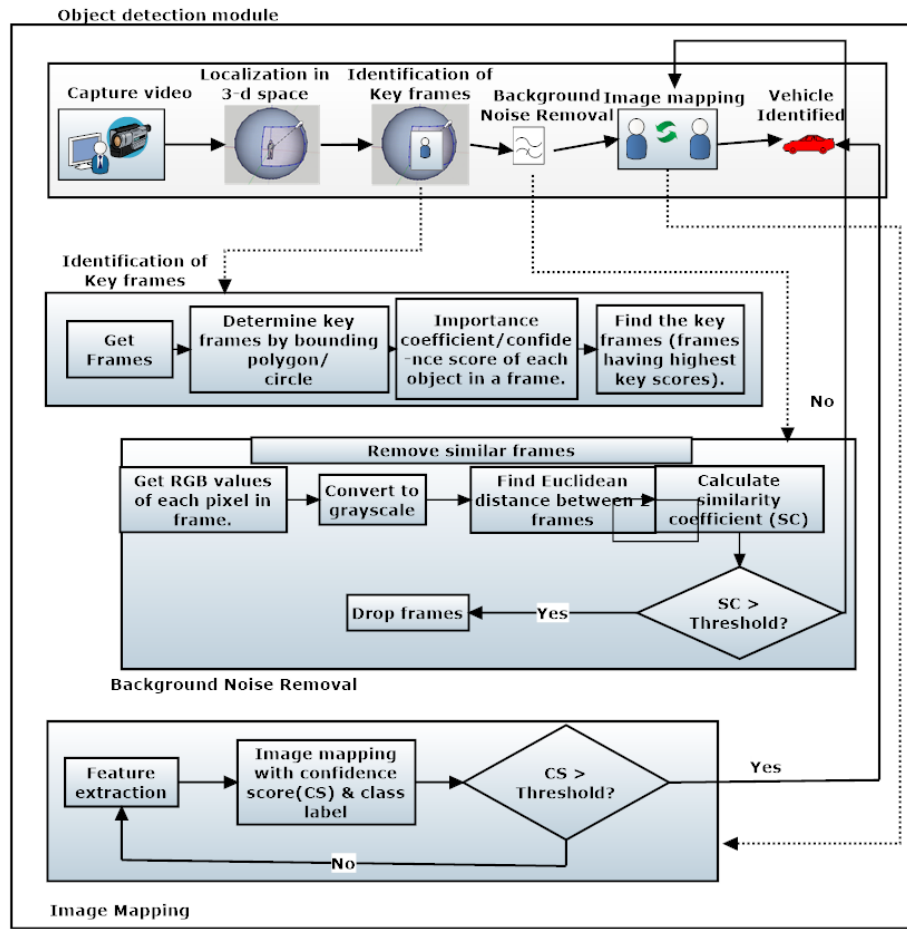 Object detection module
Capture video
Localization in
3-d space
Identification of
Key frames
Background
Noise Removal
Image mapping
Vehicle
Identified
Identification of
Key frames
Get
Frames
Determine key
frames by bounding
polygon/
circle
Importance
coefficient/confide
-nce score of each
object in a frame.
Find the key
frames (frames
having highest
key scores).
No
Remove similar frames
Get RGB values
of each pixel in
frame.
Convert to
grayscale
Find Euclidean
distance between 2
frames
Calculate
similarity
coefficient (SC)
Drop frames
Yes
SC >
Threshold?
Background Noise Removal
Feature
extraction
Image mapping
with confidence
score(CS) & class
label
CS >
Threshold?
Yes
No
Image Mapping